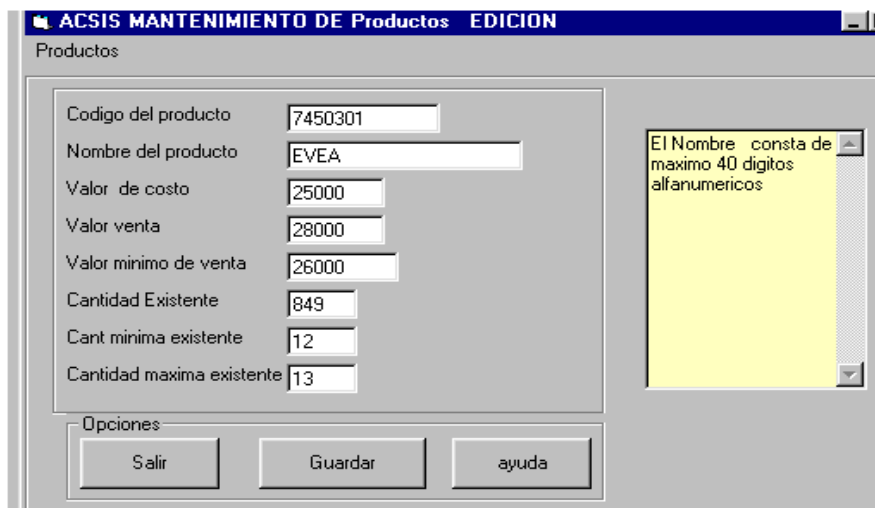 ACSIS MANTENIMIENTO DE Productos EDICION
Productos
Codigo del producto 7450301
Nombre del producto EVEA
Valor de costo 25000
Valor venta 28000
Valor minimo de venta 26000
Cantidad Existente 849
Cant minima existente 12
Cantidad maxima existente 13
El Nombre consta de
maximo 40 digitos
alfanumericos
Opciones
Salir Guardar ayuda